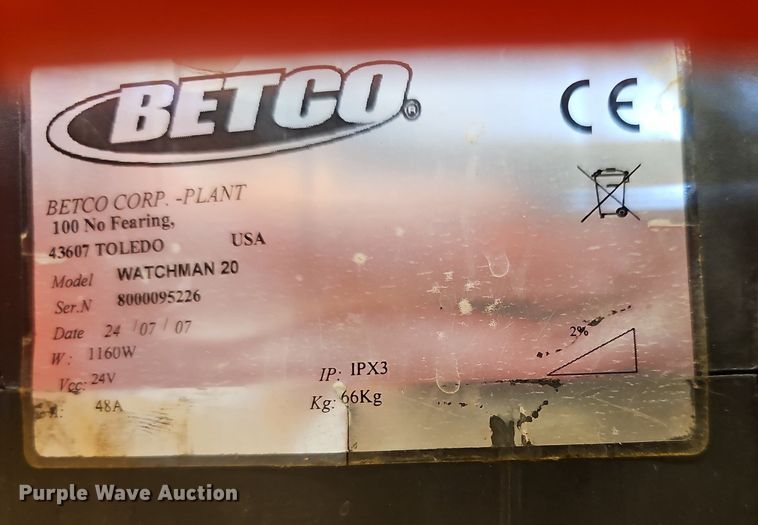 BETCO®
CE
BETCO CORP. -PLANT
100 No Fearing,
43607 TOLEDO USA
Model WATCHMAN 20
Ser.N 8000095226
Date 24 / 07 / 07
W : 1160W
Vcc: 24V
A: 48A
IP: IPX3
Kg: 66Kg
2%
Purple Wave Auction